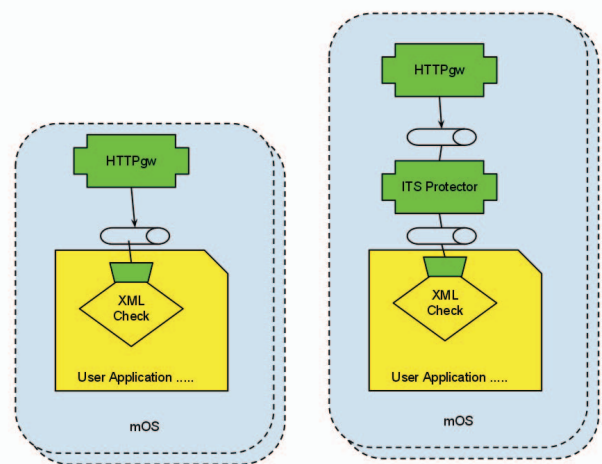 HTTPgw
XML
Check
User Application .....
mOS
HTTPgw
ITS Protector
XML
Check
User Application .....
mOS